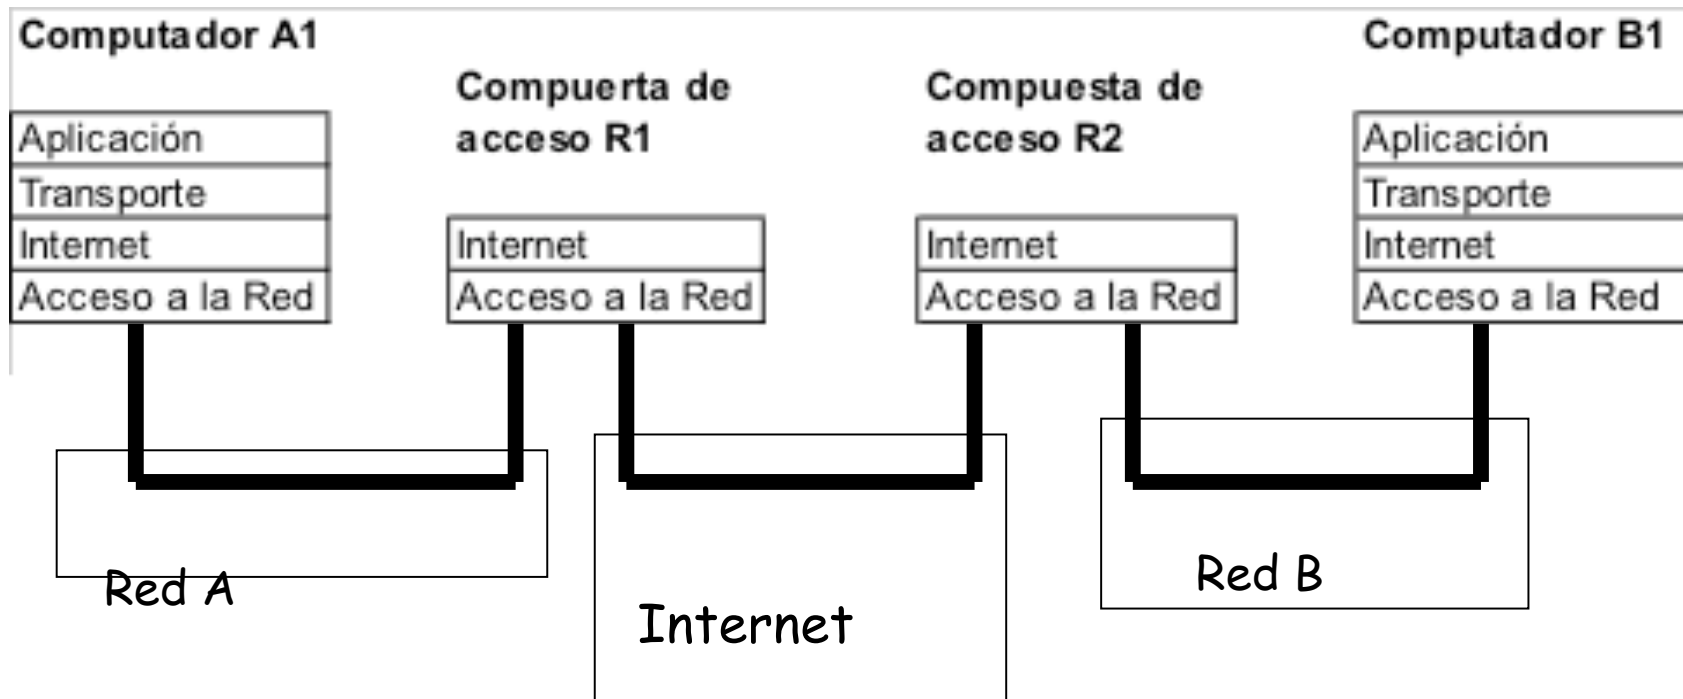 Computador A1
Aplicación
Transporte
Internet
Acceso a la Red
Compuerta de
acceso R1
Internet
Acceso a la Red
Compuesta de
acceso R2
Internet
Acceso a la Red
Computador B1
Aplicación
Transporte
Internet
Acceso a la Red
Red A
Internet
Red B